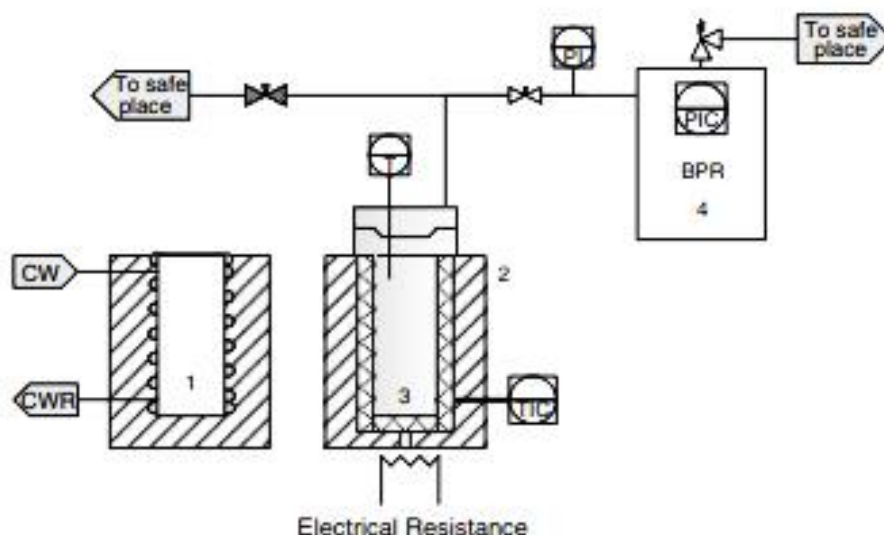 To safe
place
To safe
place
PI
PIC
BPR
4
CW
2
1
3
CWR
TIC
Electrical Resistance